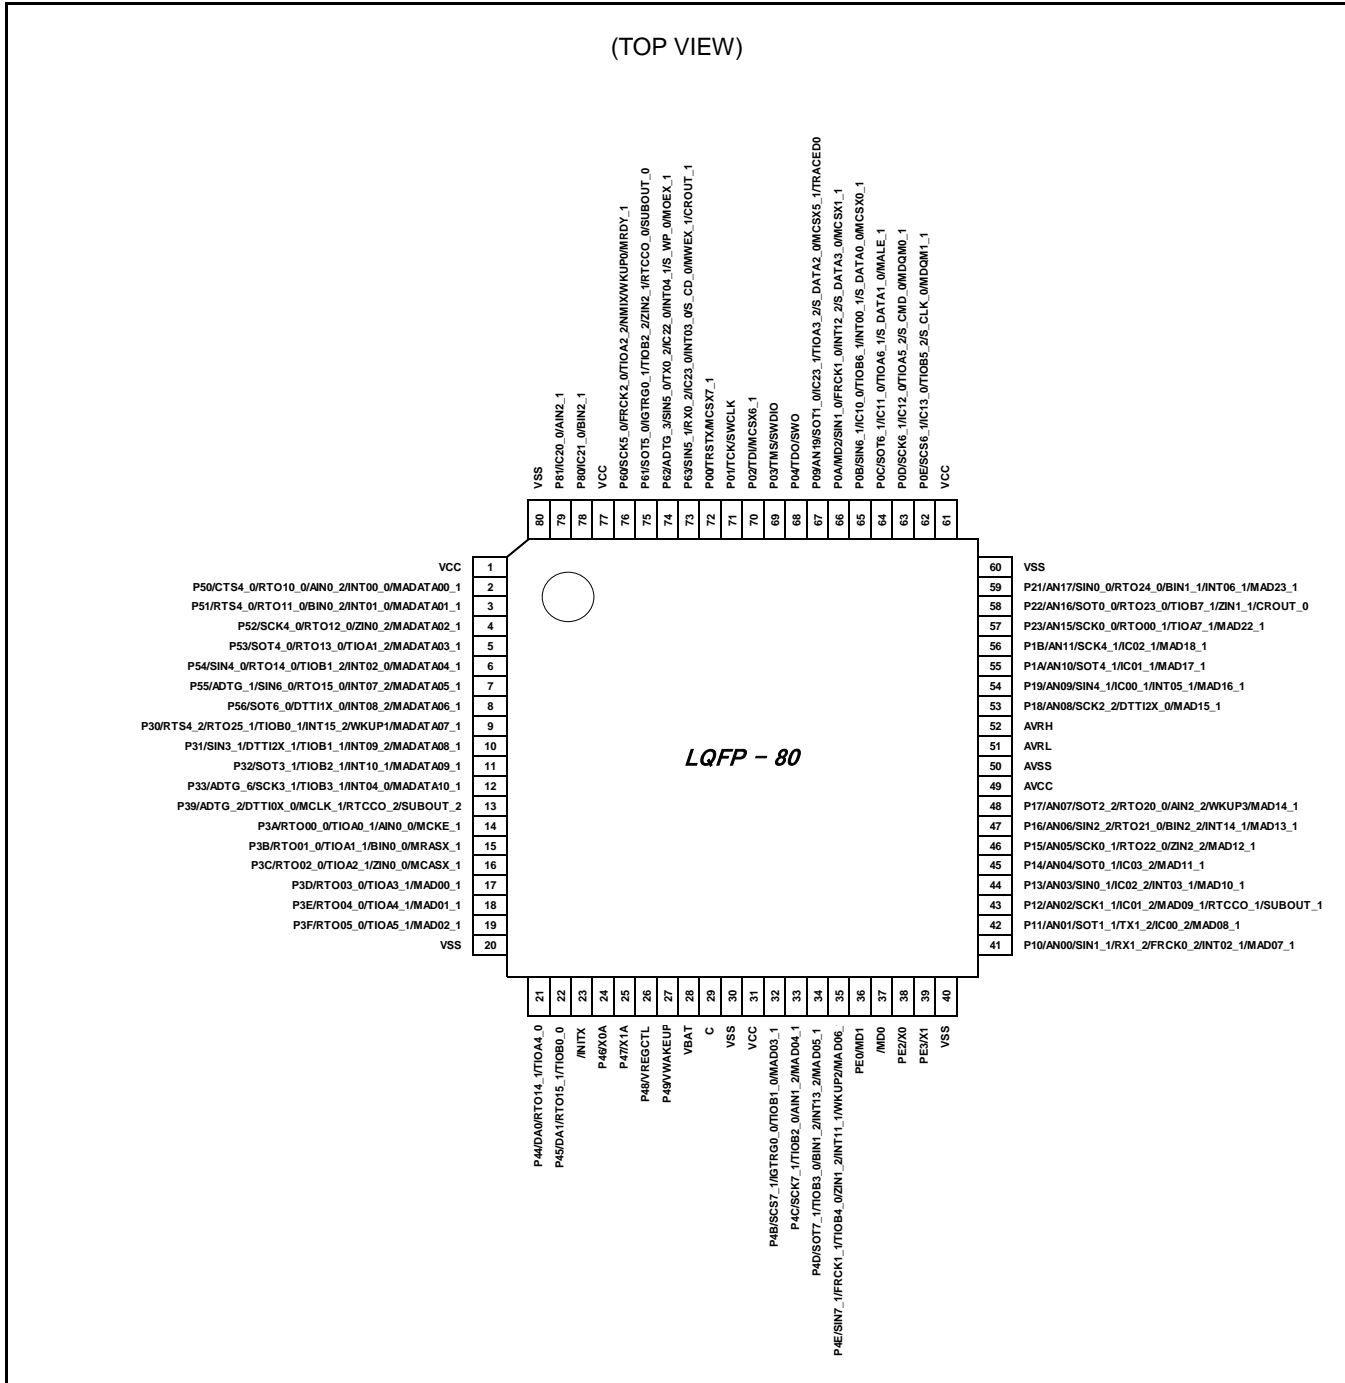 (TOP VIEW)
VSS
P81/IC20_0/AIN2_1
P80/IC21_0/BIN2_1
VCC
P60/SCK5_0/FRCK2_0/TIOA2_2/NMIX/WKUP0/MRDY_1
P61/SOT5_0/IGTRG0_1/TIOB2_2/ZIN2_1/RTCCO_0/SUBOUT_0
P62/ADTG_3/SIN5_0/TX0_2/IC22_0/INT04_1/S_WP_0/MOEX_1
P63/SIN5_1/RX0_2/IC23_0/INT03_0/S_CD_0/MWEX_1/CROUT_1
P00/TRSTX/MCSX7_1
P01/TCK/SWCLK
P02/TDI/MCSX6_1
P03/TMS/SWDIO
P04/TDO/SWO
P09/AN19/SOT1_0/IC23_1/TIOA3_2/S_DATA2_0/MCSX5_1/TRACED0
P0A/MD2/SIN1_0/FRCK1_0/INT12_2/S_DATA3_0/MCSX1_1
P0B/SIN6_1/IC10_0/TIOB6_1/INT00_1/S_DATA0_0/MCSX0_1
P0C/SOT6_1/IC11_0/TIOA6_1/S_DATA1_0/MALE_1
P0D/SCK6_1/IC12_0/TIOA5_2/S_CMD_0/MDQM0_1
P0E/SCS6_1/IC13_0/TIOB5_2/S_CLK_0/MDQM1_1
VCC
80 79 78 77 76 75 74 73 72 71 70 69 68 67 66 65 64 63 62 61
VCC 1
P50/CTS4_0/RTO10_0/AIN0_2/INT00_0/MADATA00_1 2
P51/RTS4_0/RTO11_0/BIN0_2/INT01_0/MADATA01_1 3
P52/SCK4_0/RTO12_0/ZIN0_2/MADATA02_1 4
P53/SOT4_0/RTO13_0/TIOA1_2/MADATA03_1 5
P54/SIN4_0/RTO14_0/TIOB1_2/INT02_0/MADATA04_1 6
P55/ADTG_1/SIN6_0/RTO15_0/INT07_2/MADATA05_1 7
P56/SOT6_0/DTTI1X_0/INT08_2/MADATA06_1 8
P30/RTS4_2/RTO25_1/TIOB0_1/INT15_2/WKUP1/MADATA07_1 9
P31/SIN3_1/DTTI2X_1/TIOB1_1/INT09_2/MADATA08_1 10
P32/SOT3_1/TIOB2_1/INT10_1/MADATA09_1 11
P33/ADTG_6/SCK3_1/TIOB3_1/INT04_0/MADATA10_1 12
P39/ADTG_2/DTTI0X_0/MCLK_1/RTCCO_2/SUBOUT_2 13
P3A/RTO00_0/TIOA0_1/AIN0_0/MCKE_1 14
P3B/RTO01_0/TIOA1_1/BIN0_0/MRASX_1 15
P3C/RTO02_0/TIOA2_1/ZIN0_0/MCASX_1 16
P3D/RTO03_0/TIOA3_1/MAD00_1 17
P3E/RTO04_0/TIOA4_1/MAD01_1 18
P3F/RTO05_0/TIOA5_1/MAD02_1 19
VSS 20
LQFP - 80
60 VSS
59 P21/AN17/SIN0_0/RTO24_0/BIN1_1/INT06_1/MAD23_1
58 P22/AN16/SOT0_0/RTO23_0/TIOB7_1/ZIN1_1/CROUT_0
57 P23/AN15/SCK0_0/RTO00_1/TIOA7_1/MAD22_1
56 P1B/AN11/SCK4_1/IC02_1/MAD18_1
55 P1A/AN10/SOT4_1/IC01_1/MAD17_1
54 P19/AN09/SIN4_1/IC00_1/INT05_1/MAD16_1
53 P18/AN08/SCK2_2/DTTI2X_0/MAD15_1
52 AVRH
51 AVRL
50 AVSS
49 AVCC
48 P17/AN07/SOT2_2/RTO20_0/AIN2_2/WKUP3/MAD14_1
47 P16/AN06/SIN2_2/RTO21_0/BIN2_2/INT14_1/MAD13_1
46 P15/AN05/SCK0_1/RTO22_0/ZIN2_2/MAD12_1
45 P14/AN04/SOT0_1/IC03_2/MAD11_1
44 P13/AN03/SIN0_1/IC02_2/INT03_1/MAD10_1
43 P12/AN02/SCK1_1/IC01_2/MAD09_1/RTCCO_1/SUBOUT_1
42 P11/AN01/SOT1_1/TX1_2/IC00_2/MAD08_1
41 P10/AN00/SIN1_1/RX1_2/FRCK0_2/INT02_1/MAD07_1
21 22 23 24 25 26 27 28 29 30 31 32 33 34 35 36 37 38 39 40
P44/DA0/RTO14_1/TIOA4_0
P45/DA1/RTO15_1/TIOB0_0
/INITX
P46/X0A
P47/X1A
P48/VREGCTL
P49/VWAKEUP
VBAT
C
VSS
VCC
P4B/SCS7_1/IGTRG0_0/TIOB1_0/MAD03_1
P4C/SCK7_1/TIOB2_0/AIN1_2/MAD04_1
P4D/SOT7_1/TIOB3_0/BIN1_2/INT13_2/MAD05_1
P4E/SIN7_1/FRCK1_1/TIOB4_0/ZIN1_2/INT11_1/WKUP2/MAD06_
PE0/MD1
/MD0
PE2/X0
PE3/X1
VSS